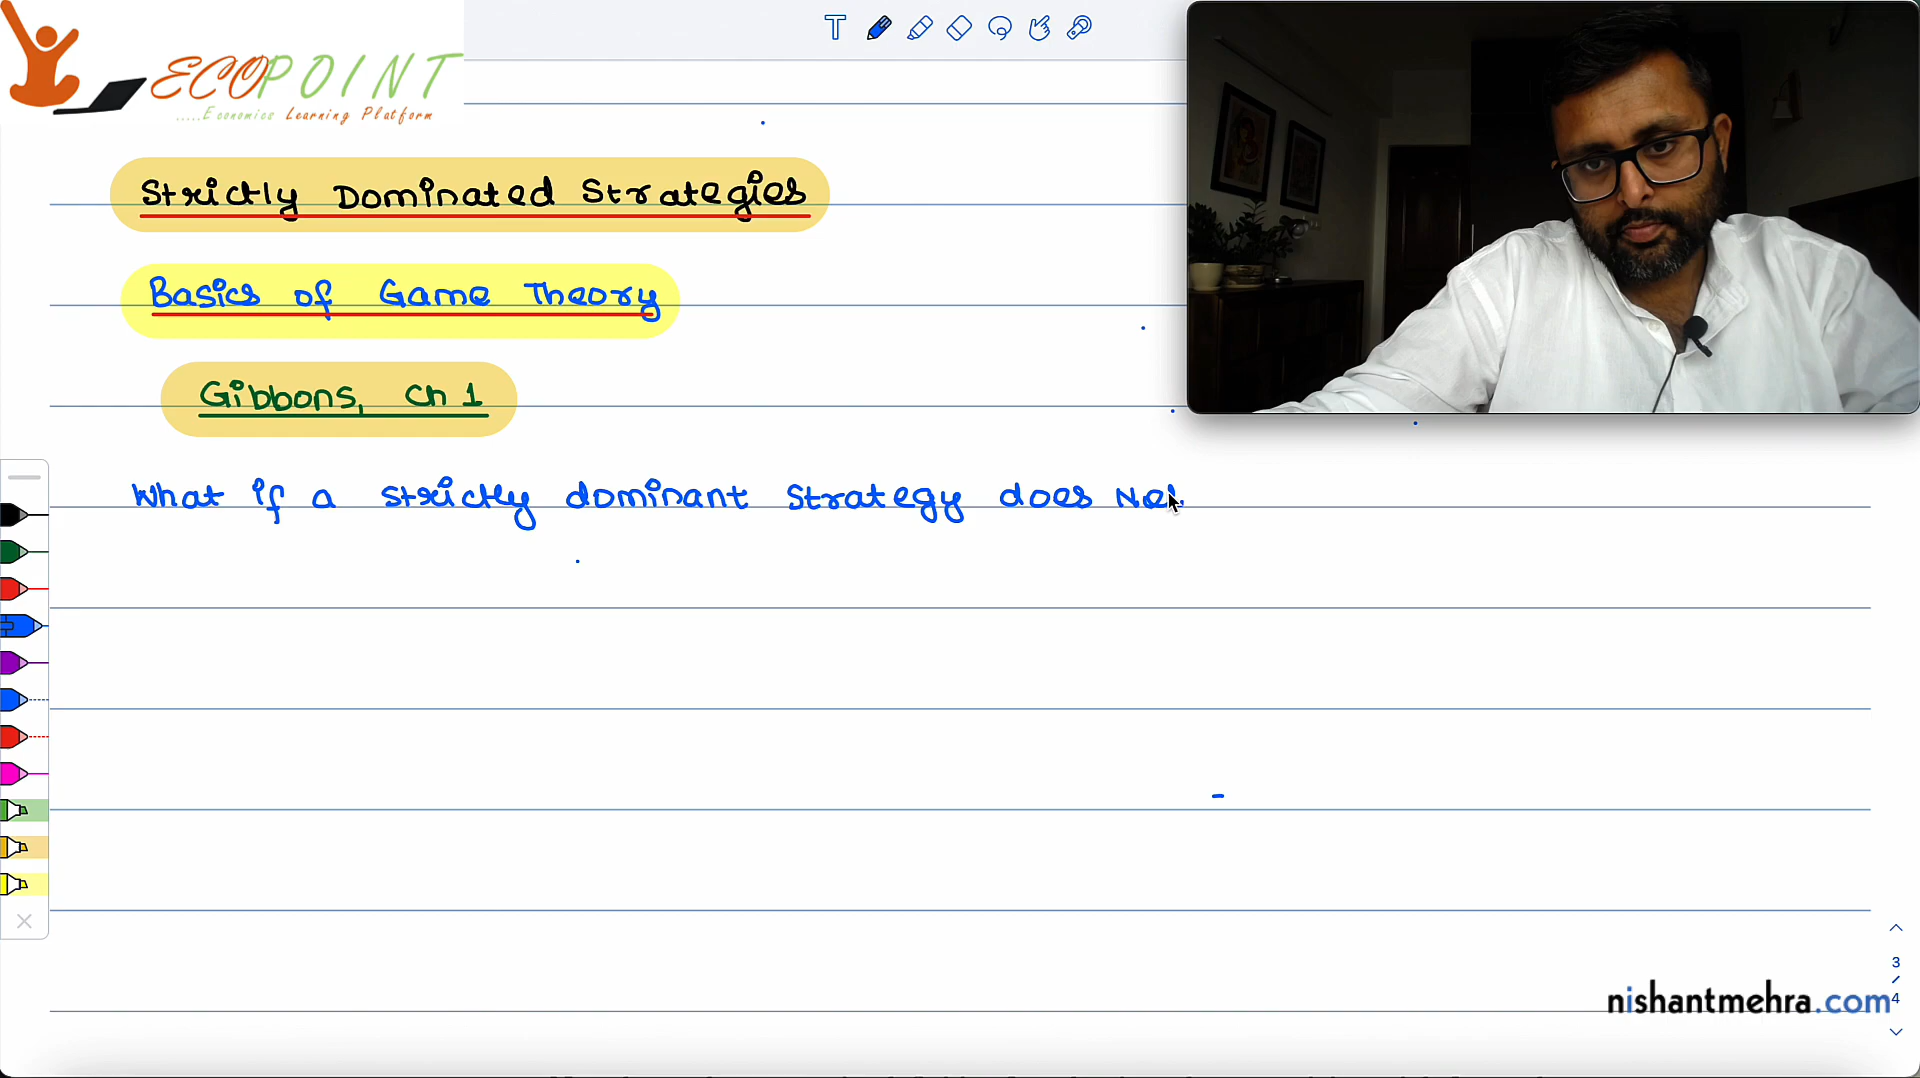 ECOPOINT
.....Economics Learning Platform
Strictly Dominated Strategies
Basics of Game Theory
Gibbons, Ch 1
What if a strictly dominant strategy does Not
3
4
nishantmehra.com